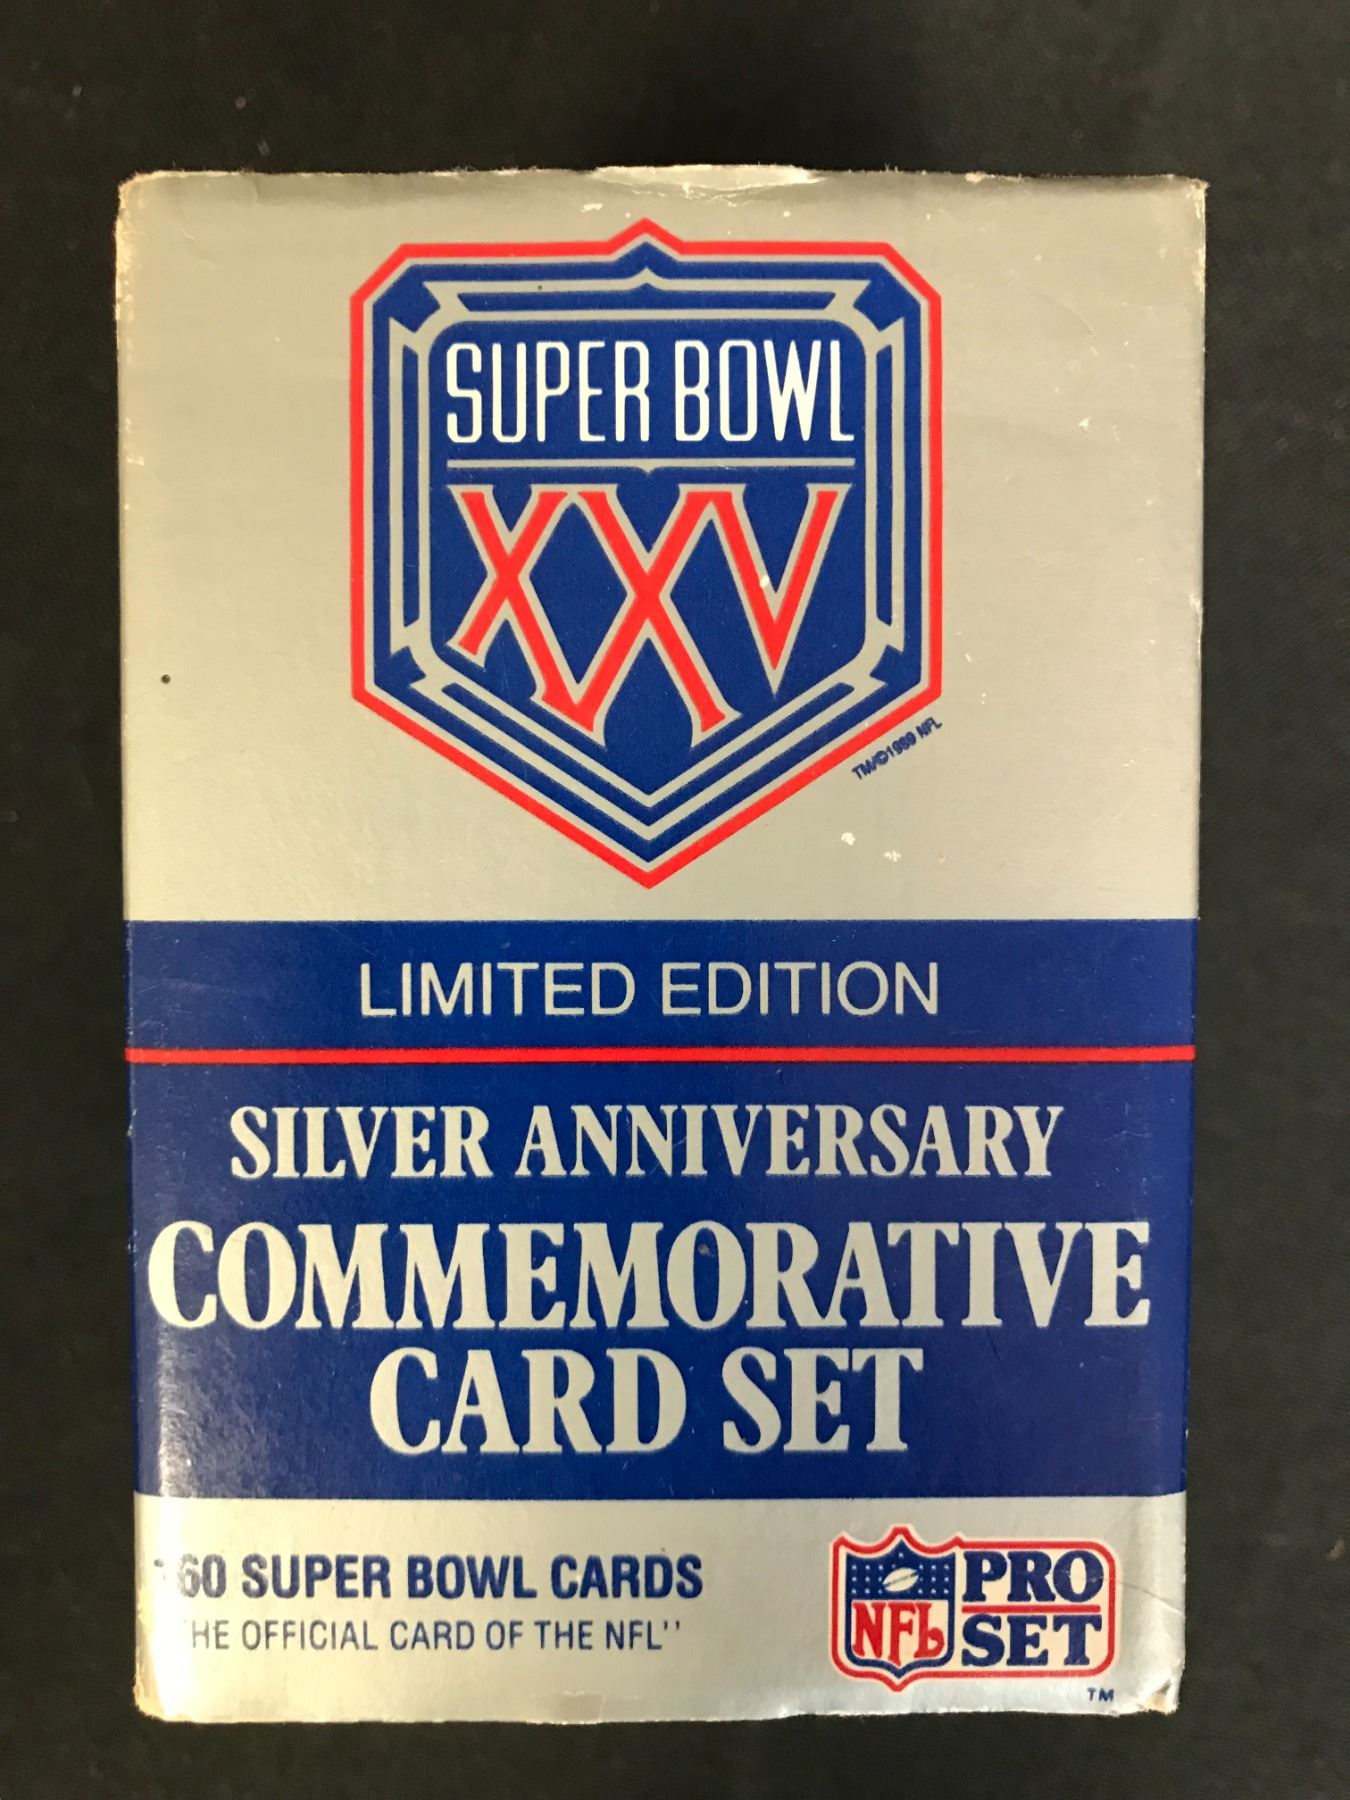 SUPER BOWL
XXV
TM/©1989 NFL
LIMITED EDITION
SILVER ANNIVERSARY
COMMEMORATIVE
CARD SET
60 SUPER BOWL CARDS
HE OFFICIAL CARD OF THE NFL"
NFL
PRO
SET
TM